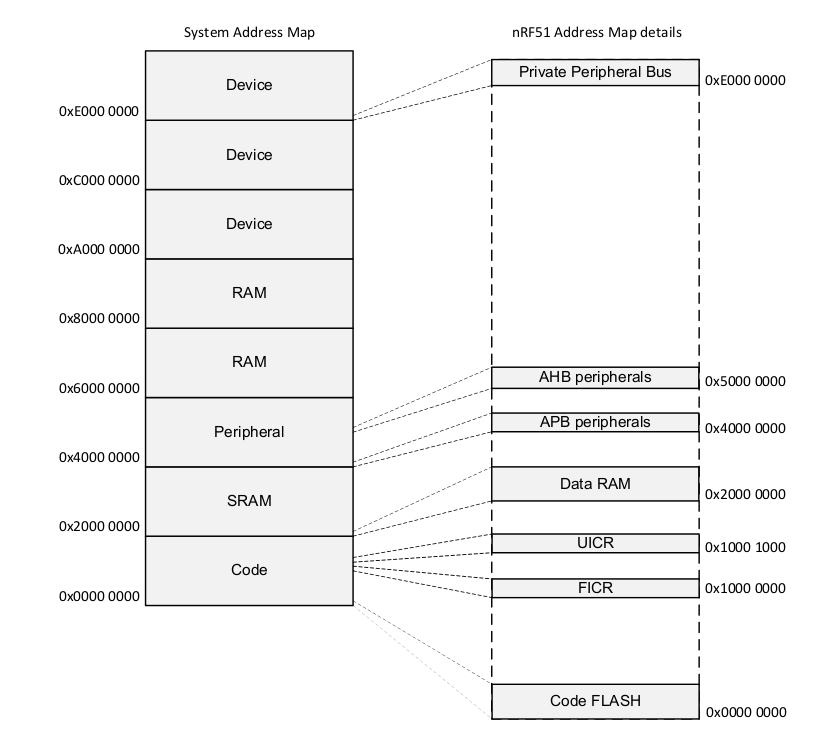 System Address Map
Device
0xE000 0000
Device
0xC000 0000
Device
0xA000 0000
RAM
0x8000 0000
RAM
0x6000 0000
Peripheral
0x4000 0000
SRAM
0x2000 0000
Code
0x0000 0000
nRF51 Address Map details
Private Peripheral Bus
0xE000 0000
AHB peripherals
0x5000 0000
APB peripherals
0x4000 0000
Data RAM
0x2000 0000
UICR
0x1000 1000
FICR
0x1000 0000
Code FLASH
0x0000 0000